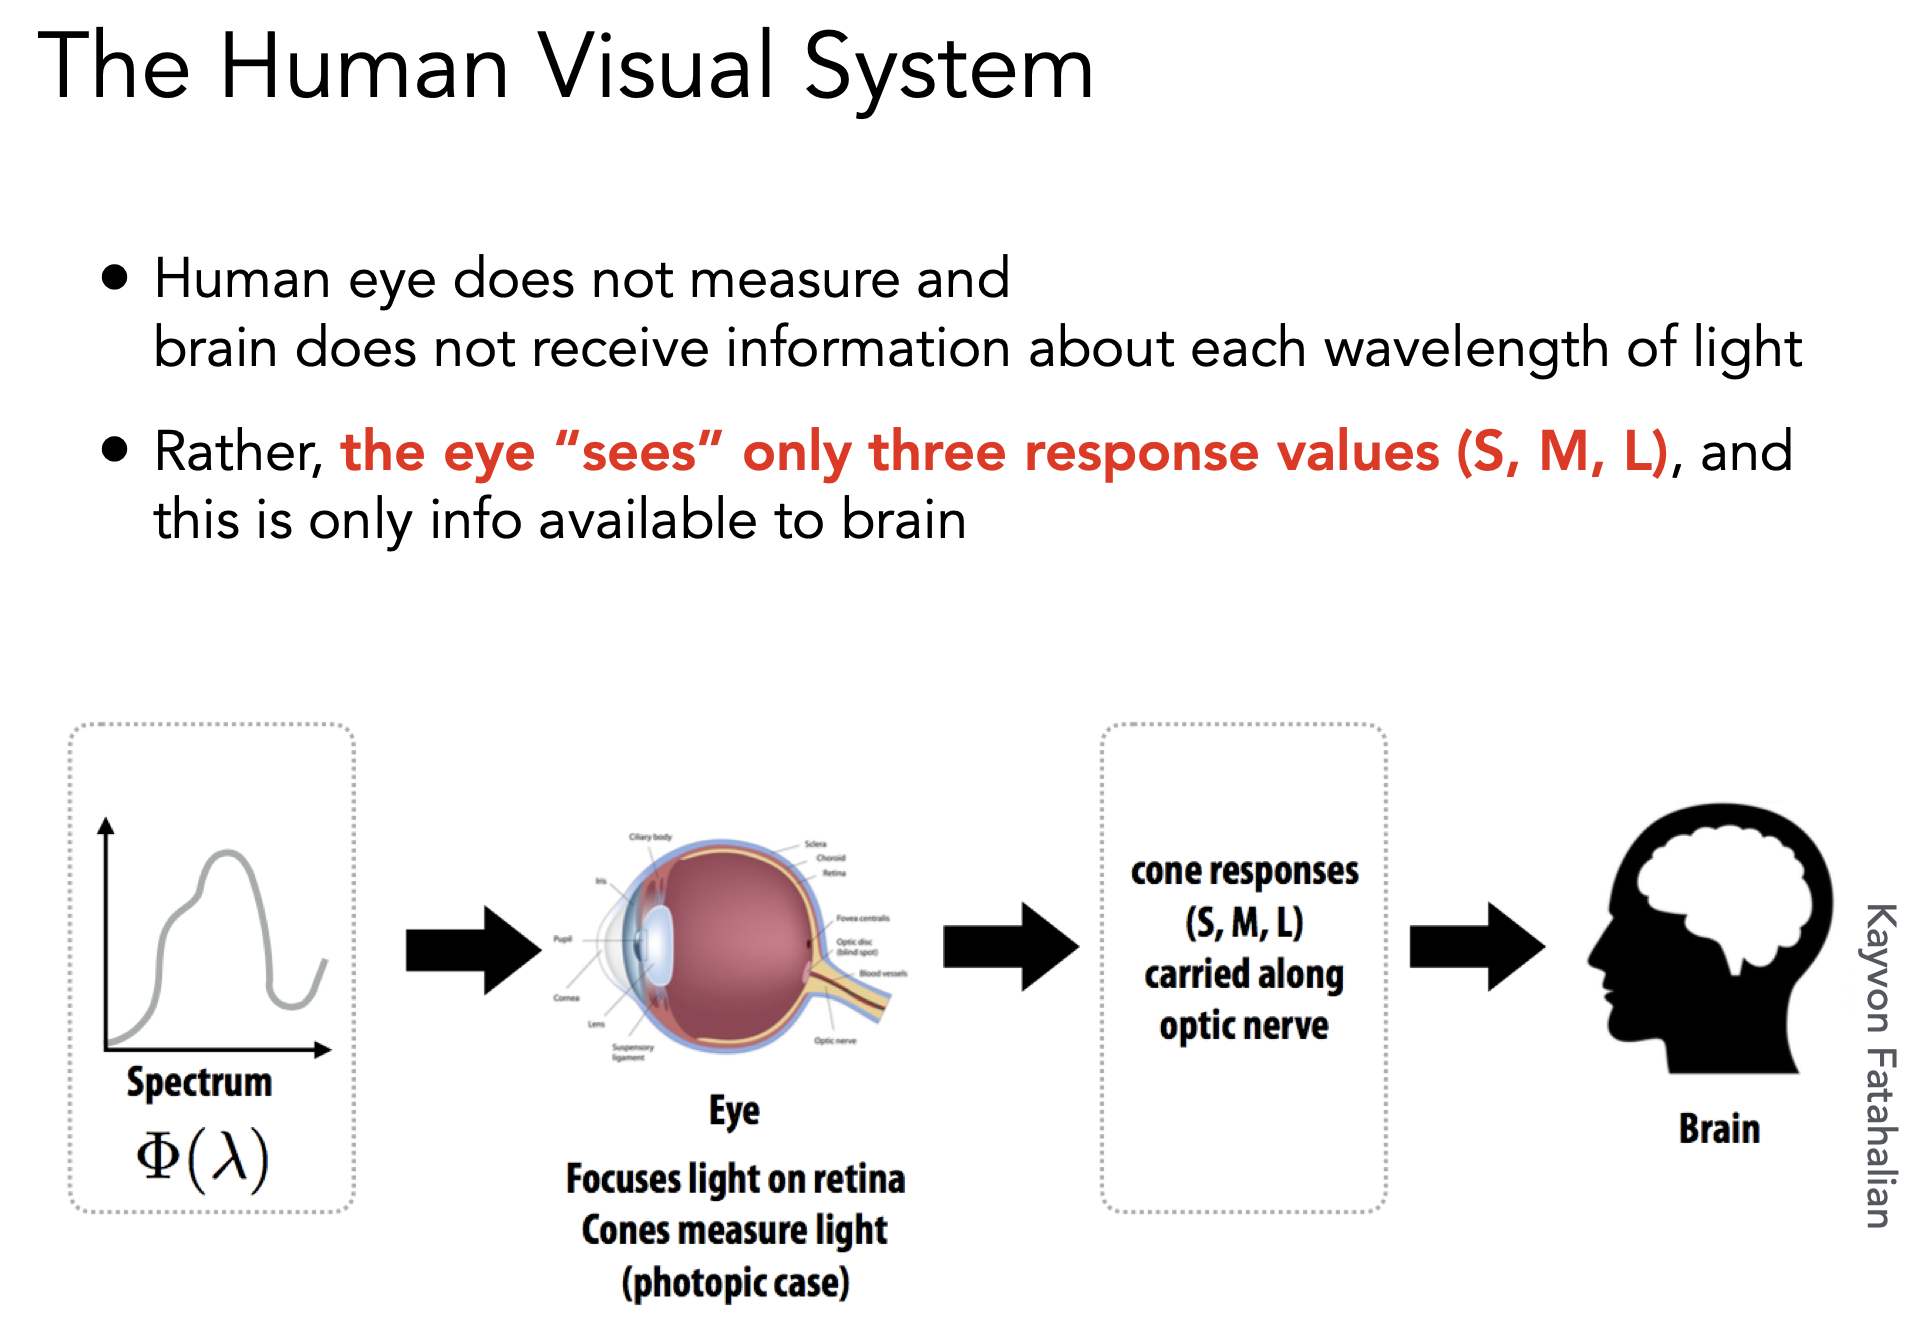 The Human Visual System
• Human eye does not measure and
brain does not receive information about each wavelength of light
• Rather, the eye “sees” only three response values (S, M, L), and
this is only info available to brain
Spectrum
Φ(λ)
Ciliary body
Sclera
Choroid
Retina
Iris
Fovea centralis
Pupil
Optic disc
(blind spot)
Blood vessels
Cornea
Lens
Optic nerve
Suspensory
ligament
Eye
Focuses light on retina
Cones measure light
(photopic case)
cone responses
(S, M, L)
carried along
optic nerve
Brain
Kayvon Fatahalian